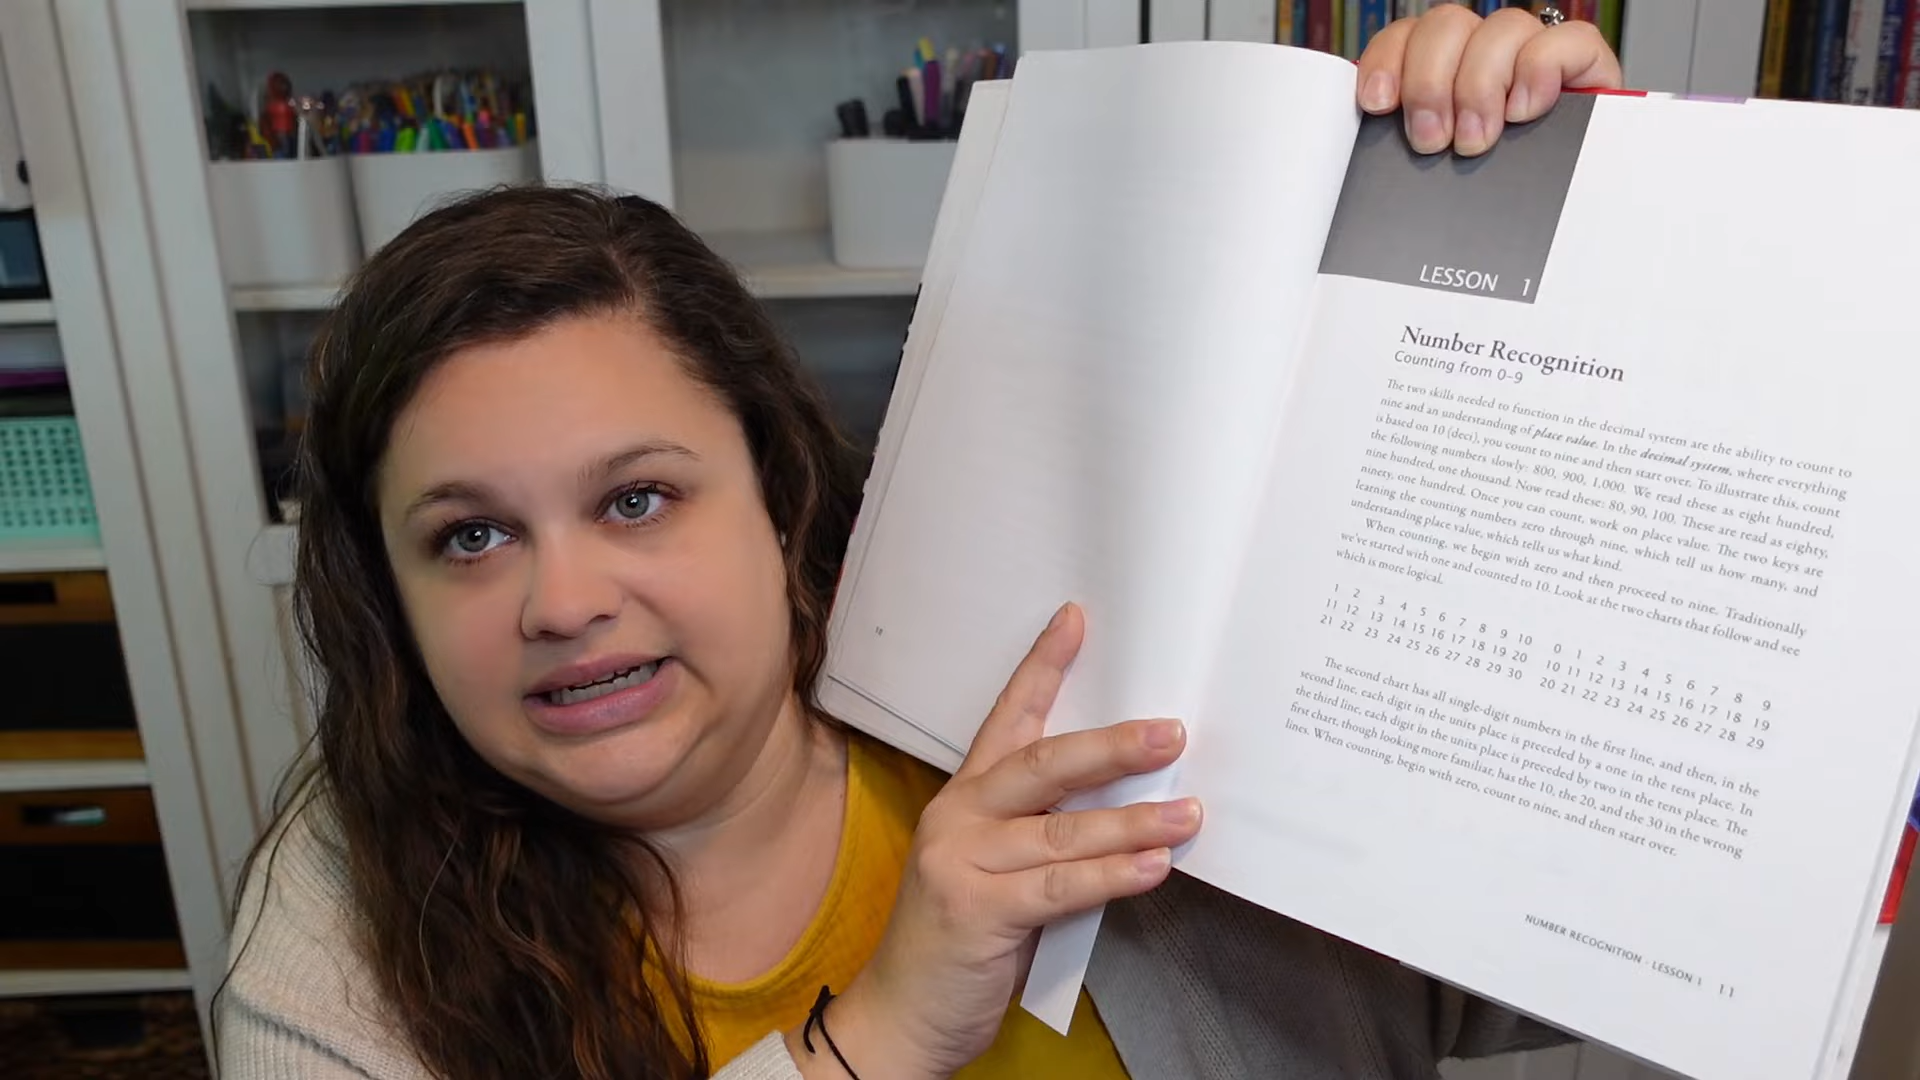 LESSON 1
Number Recognition
Counting from 0–9
The two skills needed to function in the decimal system are the ability to count to
nine and an understanding of place value. In the decimal system, where everything
is based on 10 (deci), you count to nine and then start over. To illustrate this, count
the following numbers slowly: 800, 900, 1,000. We read these as eight hundred,
nine hundred, one thousand. Now read these: 80, 90, 100. These are read as eighty,
ninety, one hundred. Once you can count, work on place value. The two keys are
learning the counting numbers zero through nine, which tell us how many, and
understanding place value, which tells us what kind.
When counting, we begin with zero and then proceed to nine. Traditionally
we've started with one and counted to 10. Look at the two charts that follow and see
which is more logical.
1 2 3 4 5 6 7 8 9 10 0 1 2 3 4 5 6 7 8 9
11 12 13 14 15 16 17 18 19 20 10 11 12 13 14 15 16 17 18 19
21 22 23 24 25 26 27 28 29 30 20 21 22 23 24 25 26 27 28 29
The second chart has all single-digit numbers in the first line, and then, in the
second line, each digit in the units place is preceded by a one in the tens place. In
the third line, each digit in the units place is preceded by two in the tens place. The
first chart, though looking more familiar, has the 10, the 20, and the 30 in the wrong
lines. When counting, begin with zero, count to nine, and then start over.
NUMBER RECOGNITION - LESSON 1 11